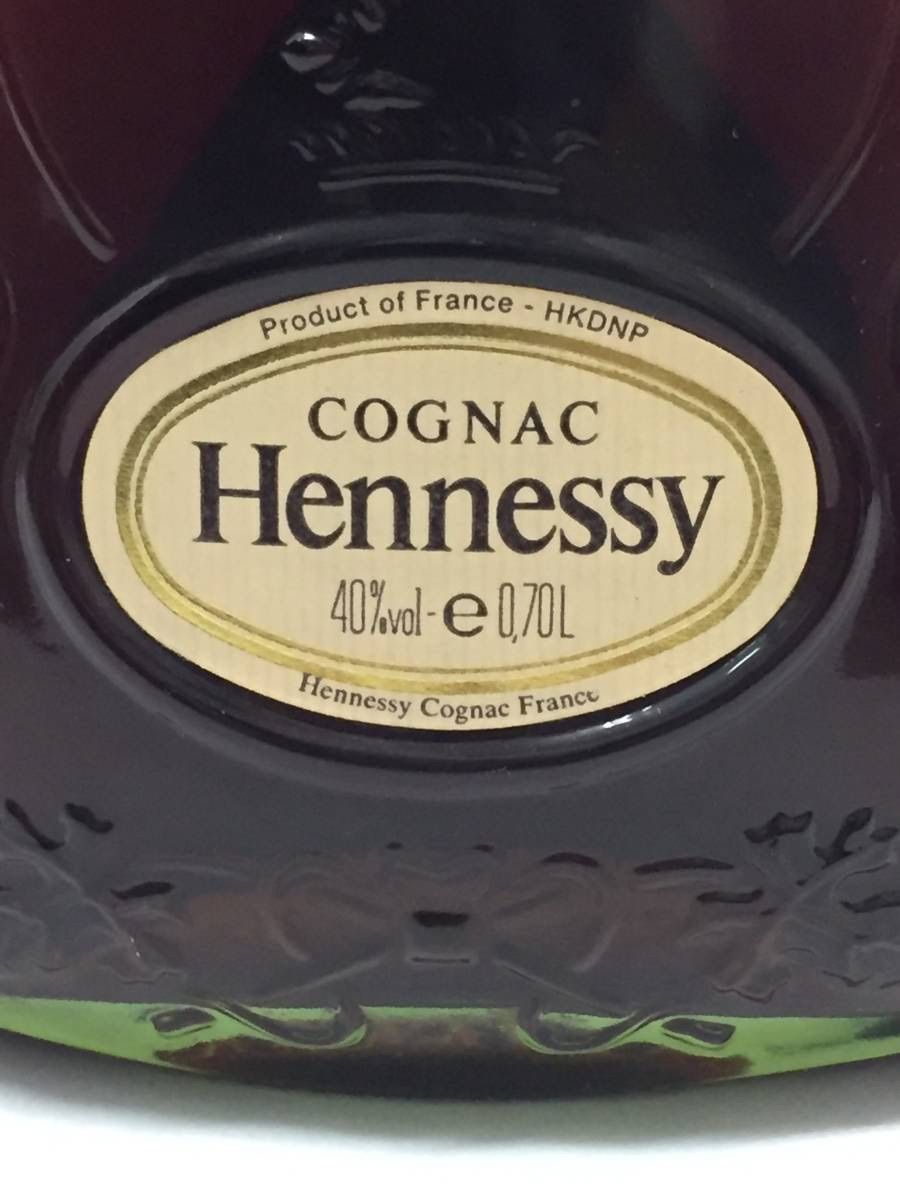 Product of France - HKDNP
COGNAC
Hennessy
40%vol - e 0,70L
Hennessy Cognac France